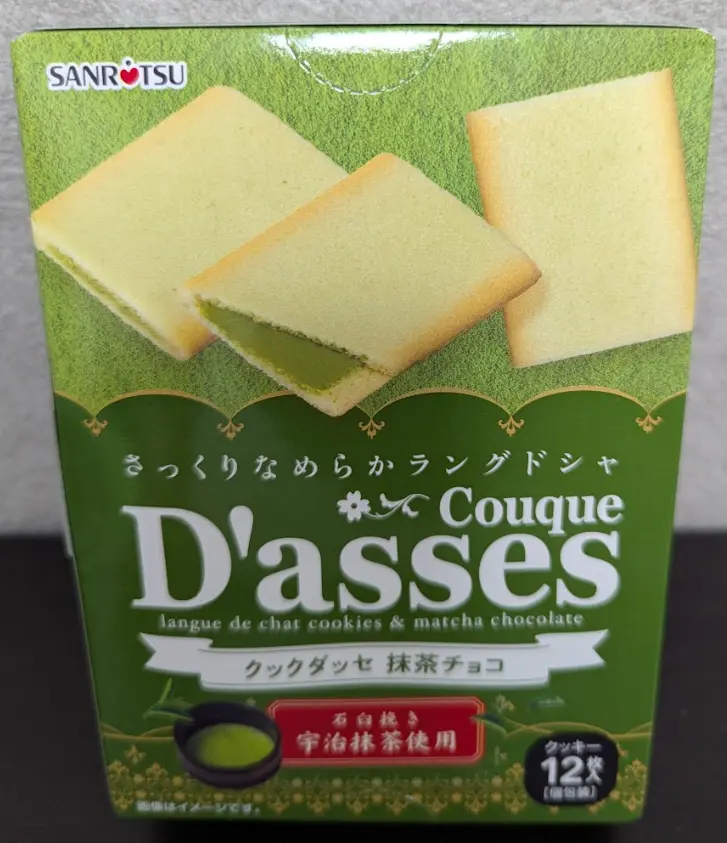 SANRITSU
さっくりなめらかラングドシャ
Couque
D'asses
langue de chat cookies & matcha chocolate
クックダッセ 抹茶チョコ
石臼挽き
宇治抹茶使用
クッキー
12枚入
[個包装]
画像はイメージです。